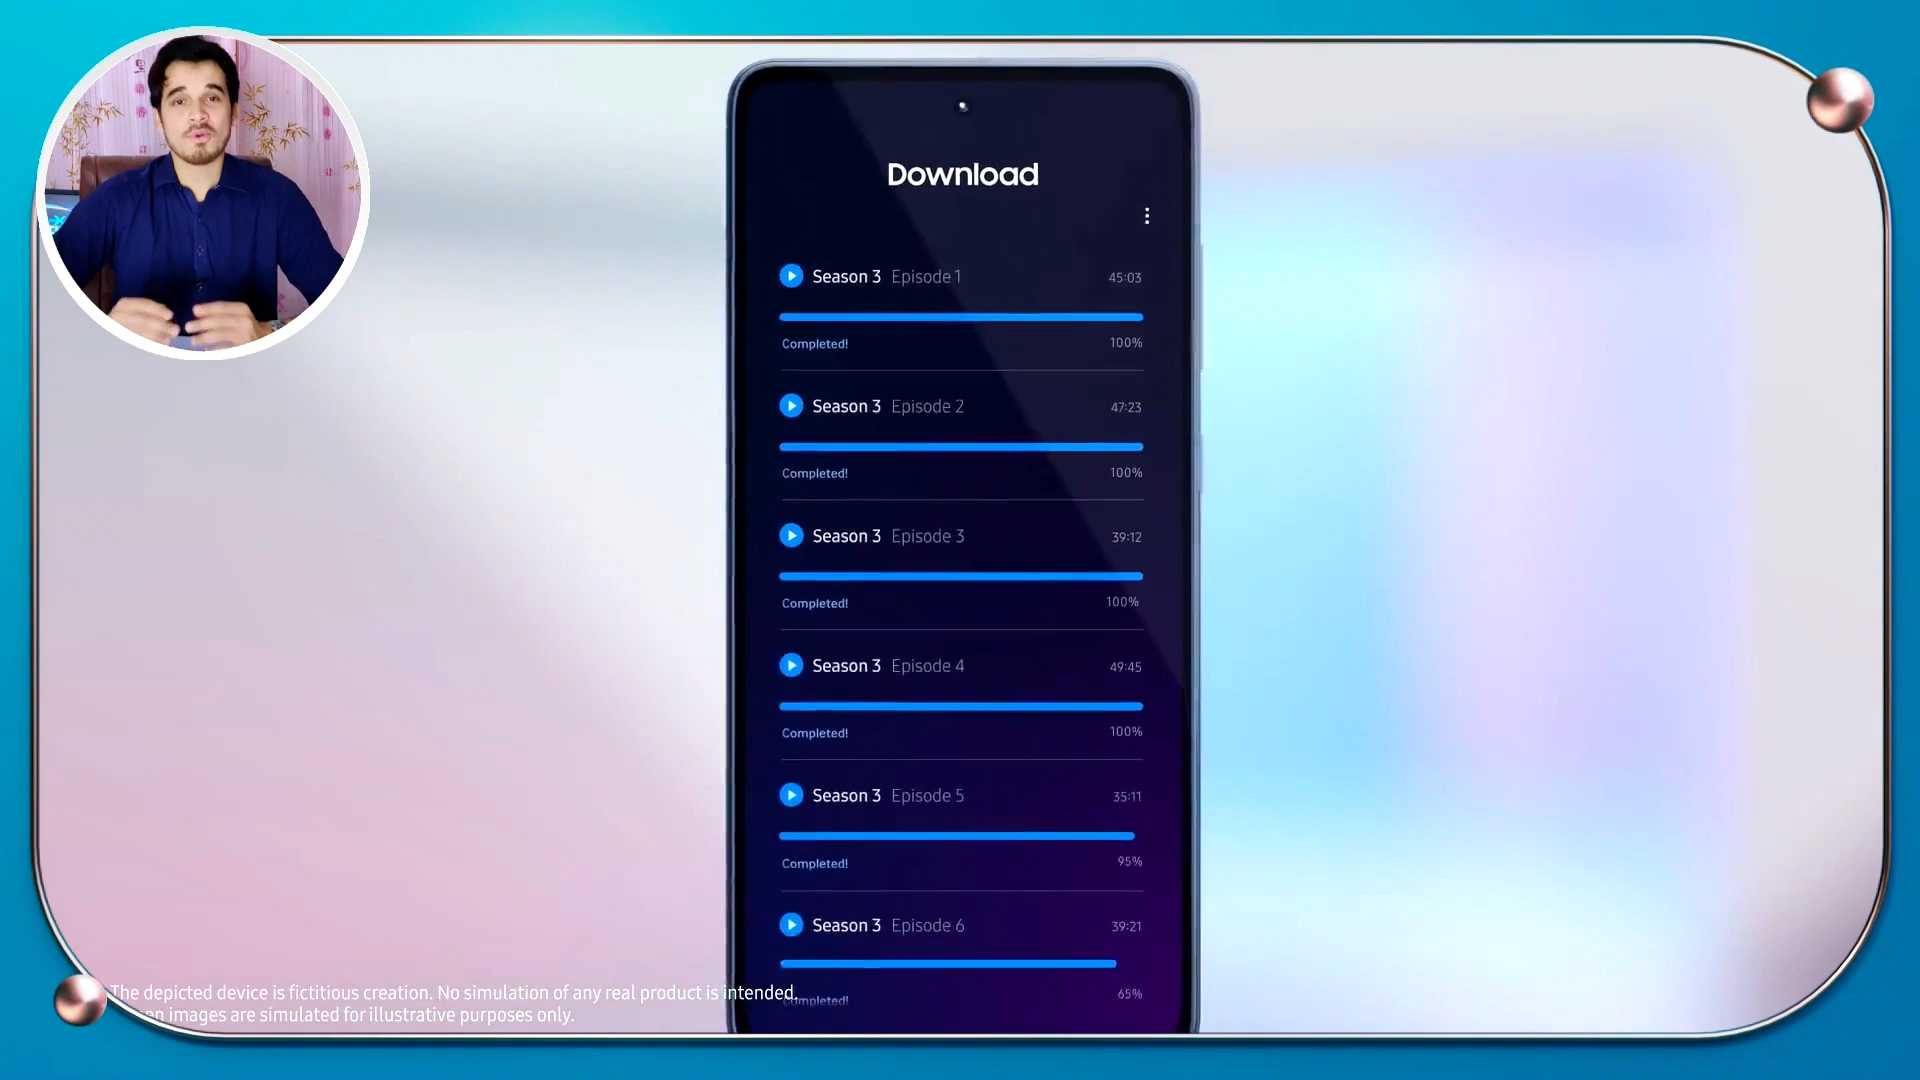 Download
Season 3 Episode 1 45:03
Completed! 100%
Season 3 Episode 2 47:23
Completed! 100%
Season 3 Episode 3 39:12
Completed! 100%
Season 3 Episode 4 49:45
Completed! 100%
Season 3 Episode 5 35:11
Completed! 95%
Season 3 Episode 6 39:21
Completed! 65%
The depicted device is fictitious creation. No simulation of any real product is intended.
images are simulated for illustrative purposes only.